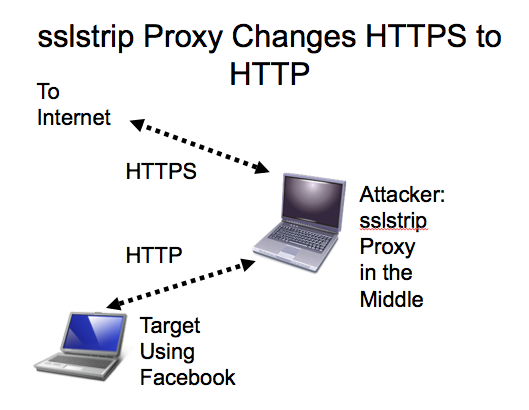 sslstrip Proxy Changes HTTPS to
HTTP
To
Internet
HTTPS
Attacker:
sslstrip
Proxy
in the
Middle
HTTP
Target
Using
Facebook